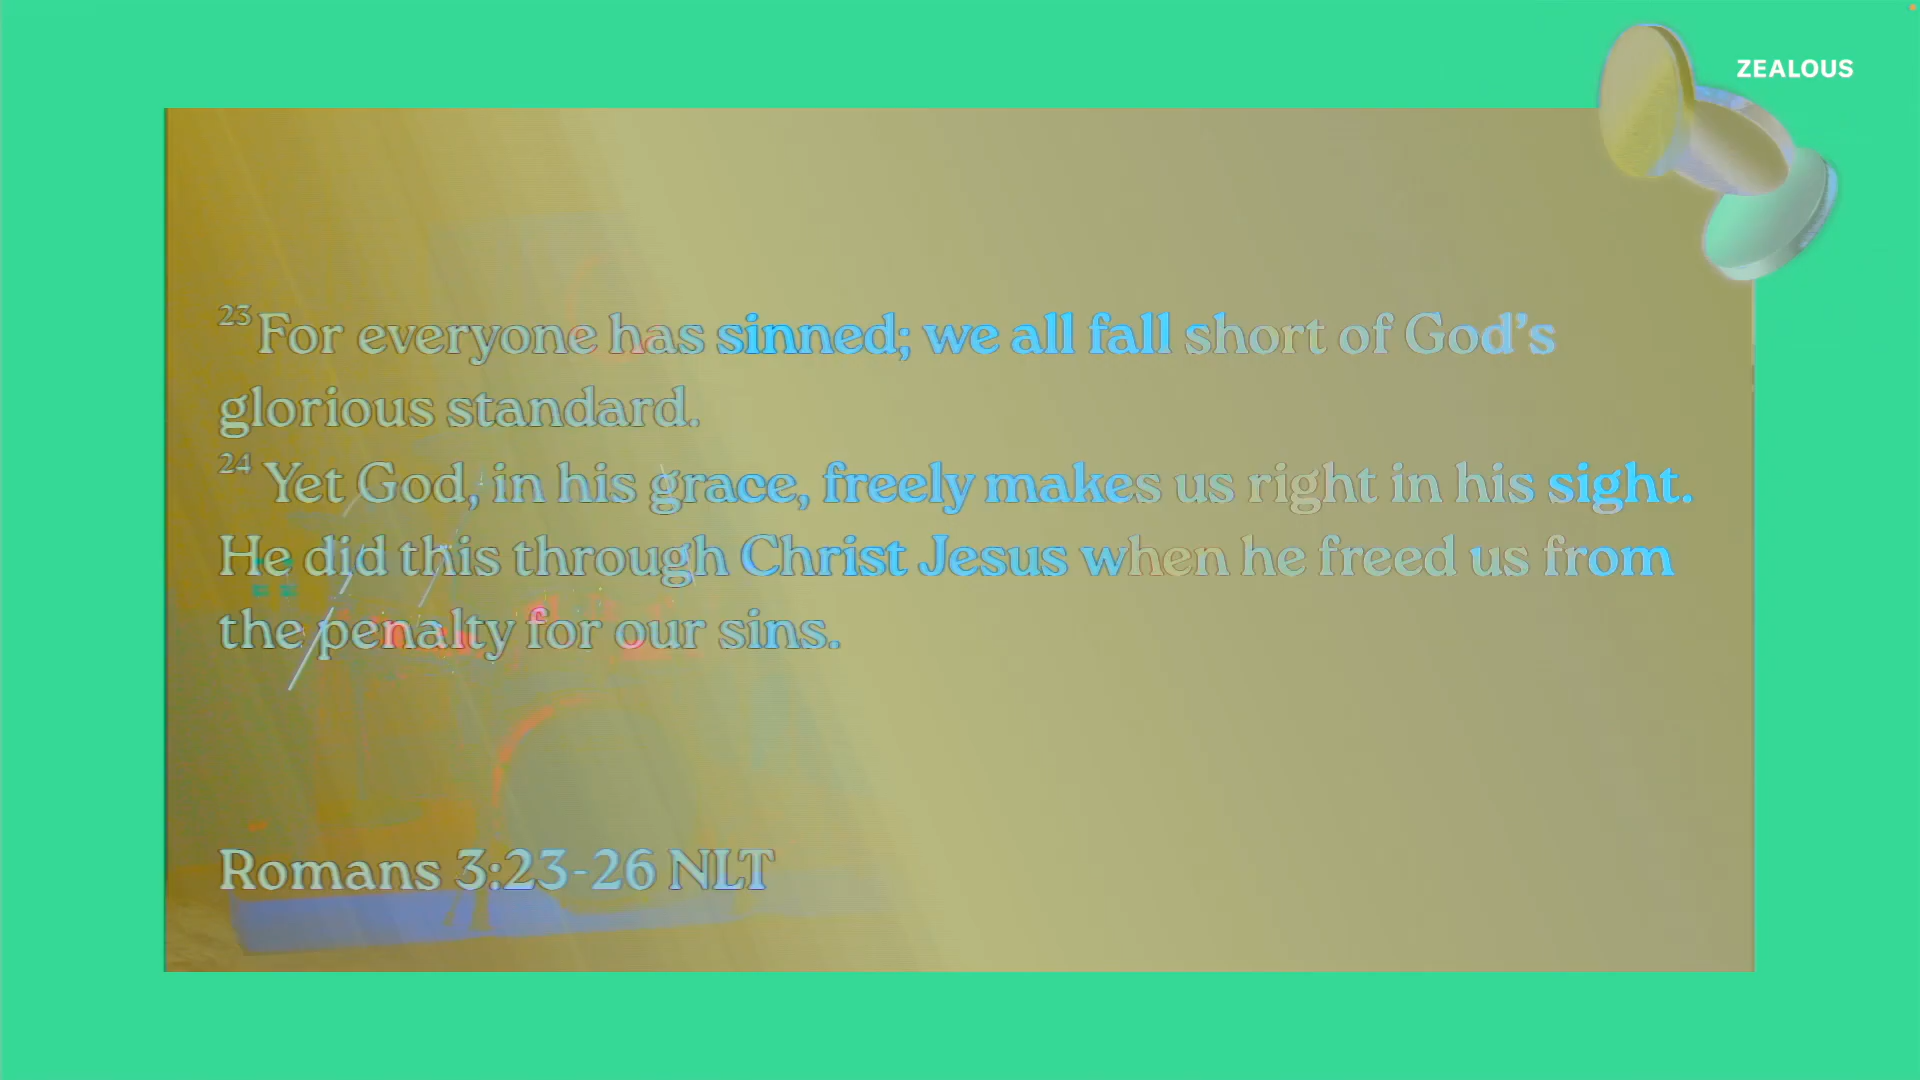 ZEALOUS
23 For everyone has sinned; we all fall short of God's
glorious standard.
24 Yet God, in his grace, freely makes us right in his sight.
He did this through Christ Jesus when he freed us from
the penalty for our sins.
Romans 3:23-26 NLT